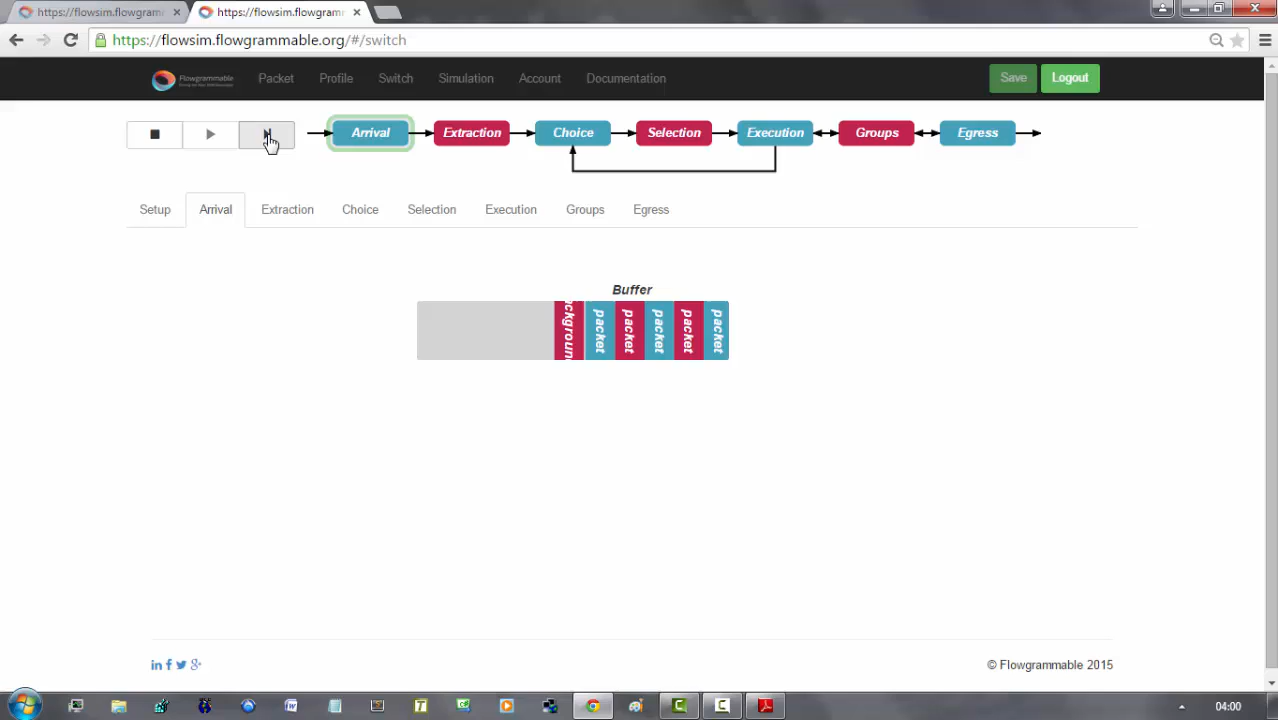 https://flowsim.flowgramm
https://flowsim.flowgramm
https://flowsim.flowgrammable.org/#/switch
Flowgrammable
Packet
Profile
Switch
Simulation
Account
Documentation
Save
Logout
Arrival
Extraction
Choice
Selection
Execution
Groups
Egress
Setup
Arrival
Extraction
Choice
Selection
Execution
Groups
Egress
Buffer
ckgroun
packet
packet
packet
packet
packet
© Flowgrammable 2015
04:00